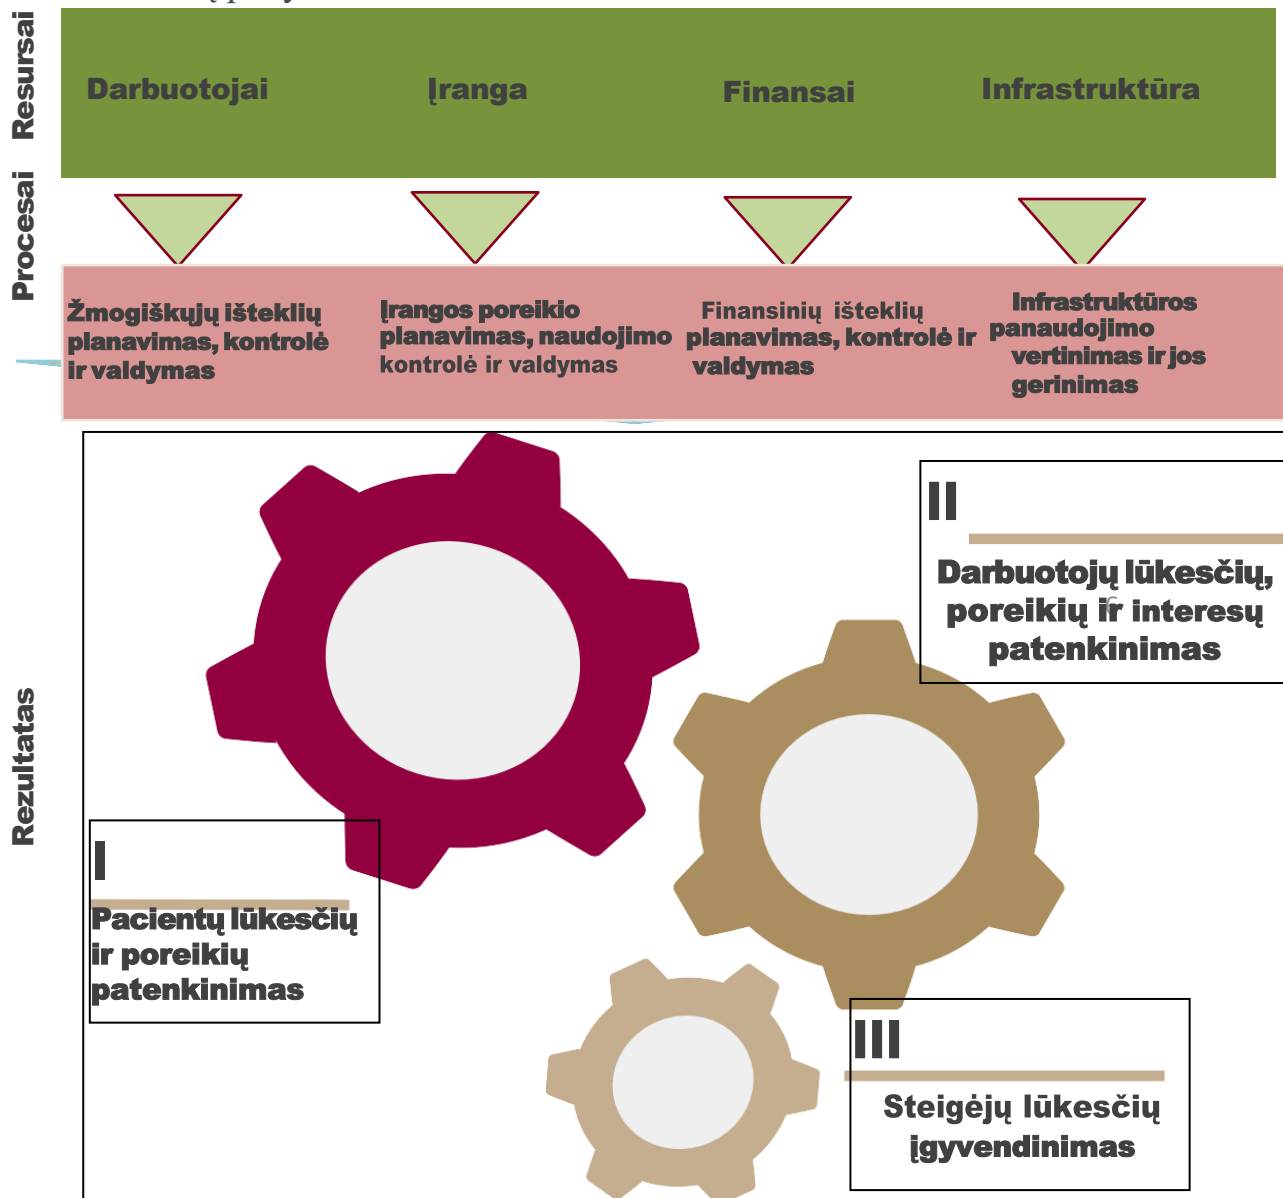 Resursai
Darbuotojai
Įranga
Finansai
Infrastruktūra
Procesai
Žmogiškųjų išteklių
planavimas, kontrolė
ir valdymas
Įrangos poreikio
planavimas, naudojimo
kontrolė ir valdymas
Finansinių išteklių
planavimas, kontrolė ir
valdymas
Infrastruktūros
panaudojimo
vertinimas ir jos
gerinimas
Rezultatas
II
Darbuotojų lūkesčių,
poreikių ir interesų
patenkinimas
I
Pacientų lūkesčių
ir poreikių
patenkinimas
III
Steigėjų lūkesčių
įgyvendinimas